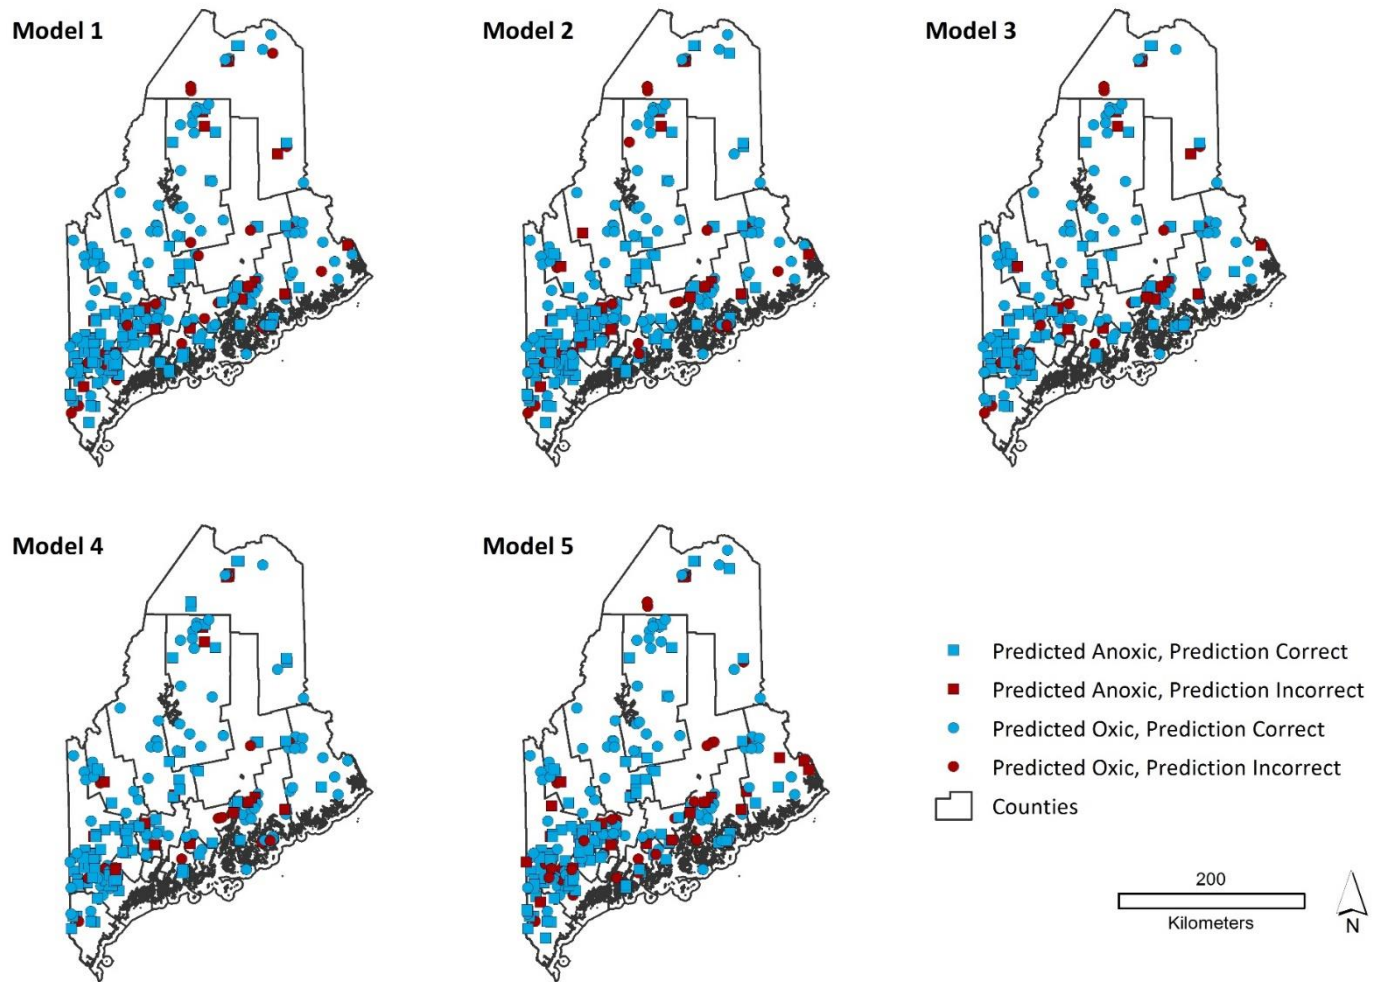 Model 1
Model 2
Model 3
Model 4
Model 5
Predicted Anoxic, Prediction Correct
Predicted Anoxic, Prediction Incorrect
Predicted Oxic, Prediction Correct
Predicted Oxic, Prediction Incorrect
Counties
200
Kilometers
N